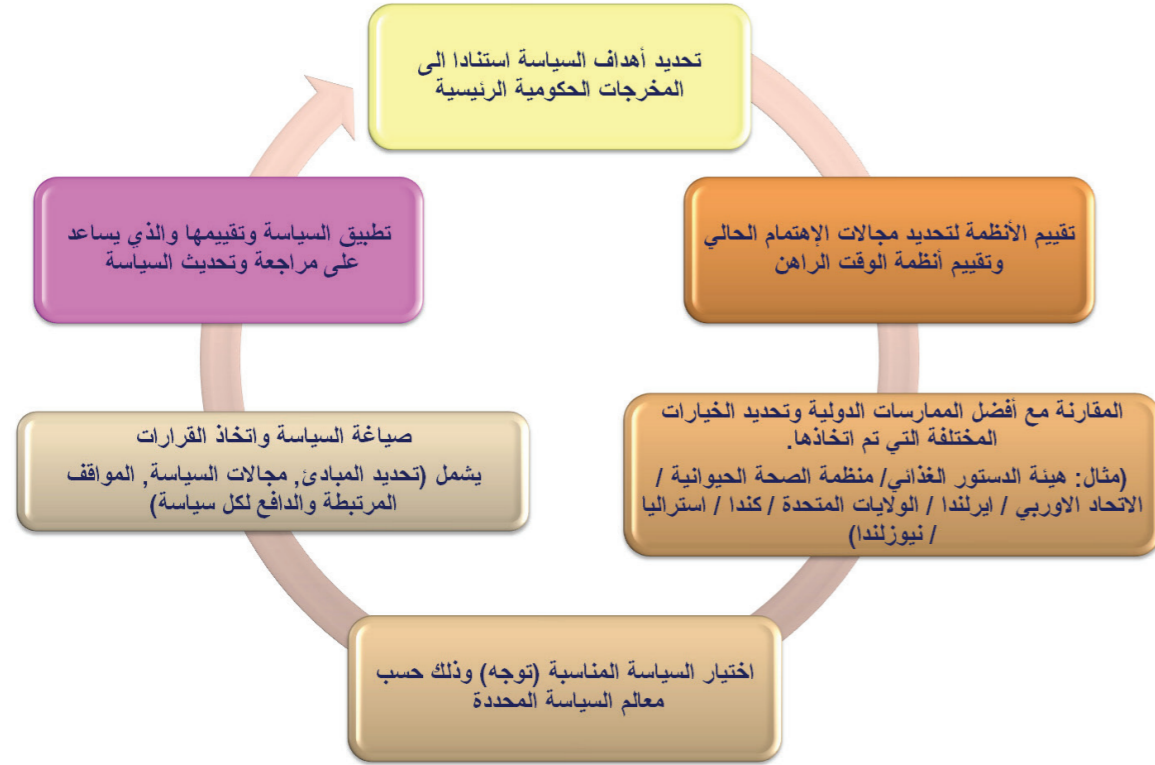 تحديد أهداف السياسة استنادا الى
المخرجات الحكومية الرئيسية
تقييم الأنظمة لتحديد مجالات الإهتمام الحالي
وتقييم أنظمة الوقت الراهن
المقارنة مع أفضل الممارسات الدولية وتحديد الخيارات
المختلفة التي تم اتخاذها.
(مثال: هيئة الدستور الغذائي/ منظمة الصحة الحيوانية /
الاتحاد الاوربي / ايرلندا / الولايات المتحدة / كندا / استراليا
/ نيوزلندا)
اختيار السياسة المناسبة (توجه) وذلك حسب
معالم السياسة المحددة
صياغة السياسة واتخاذ القرارات
يشمل (تحديد المبادئ, مجالات السياسة, المواقف
المرتبطة والدافع لكل سياسة)
تطبيق السياسة وتقييمها والذي يساعد
على مراجعة وتحديث السياسة